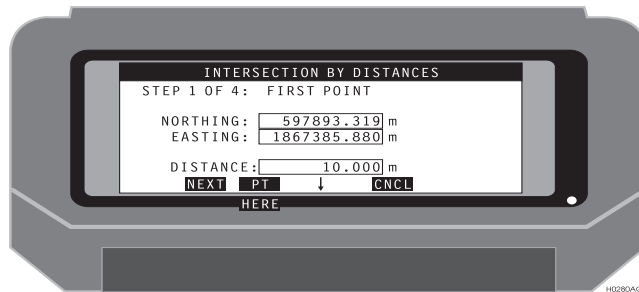 INTERSECTION BY DISTANCES
STEP 1 OF 4: FIRST POINT
NORTHING: 597893.319 m
EASTING: 1867385.880 m
DISTANCE: 10.000 m
NEXT PT ↓ CNCL
HERE
H0280AC